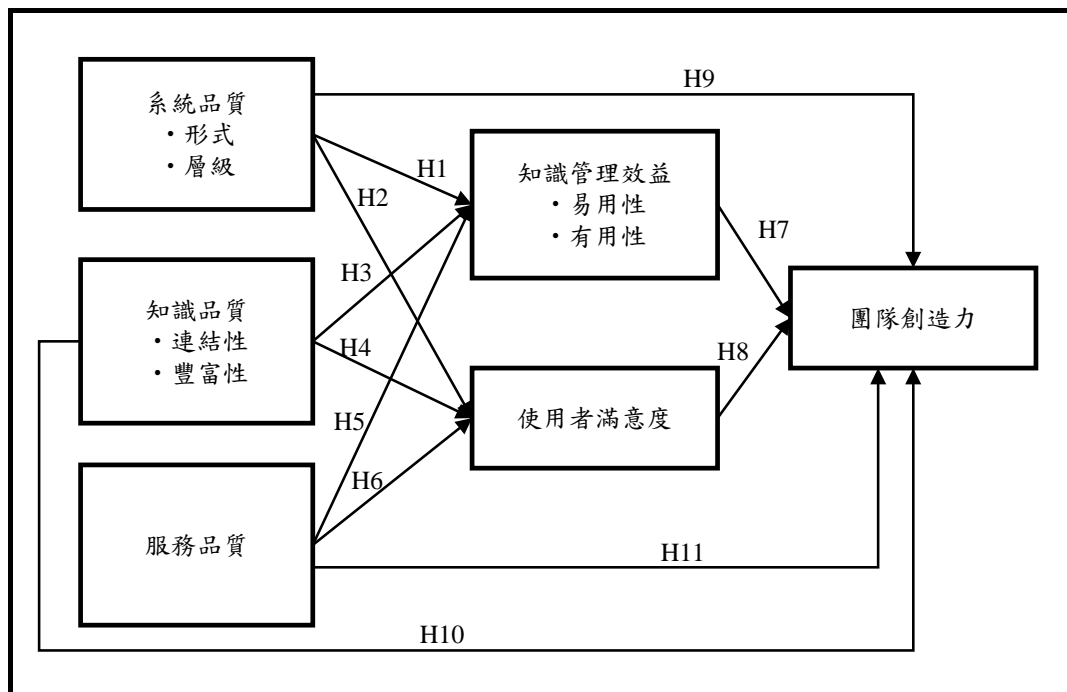 系統品質
・形式
・層級
知識品質
・連結性
・豐富性
服務品質
H1
H2
H3
H4
H5
H6
知識管理效益
・易用性
・有用性
使用者滿意度
H7
H8
H9
團隊創造力
H11
H10